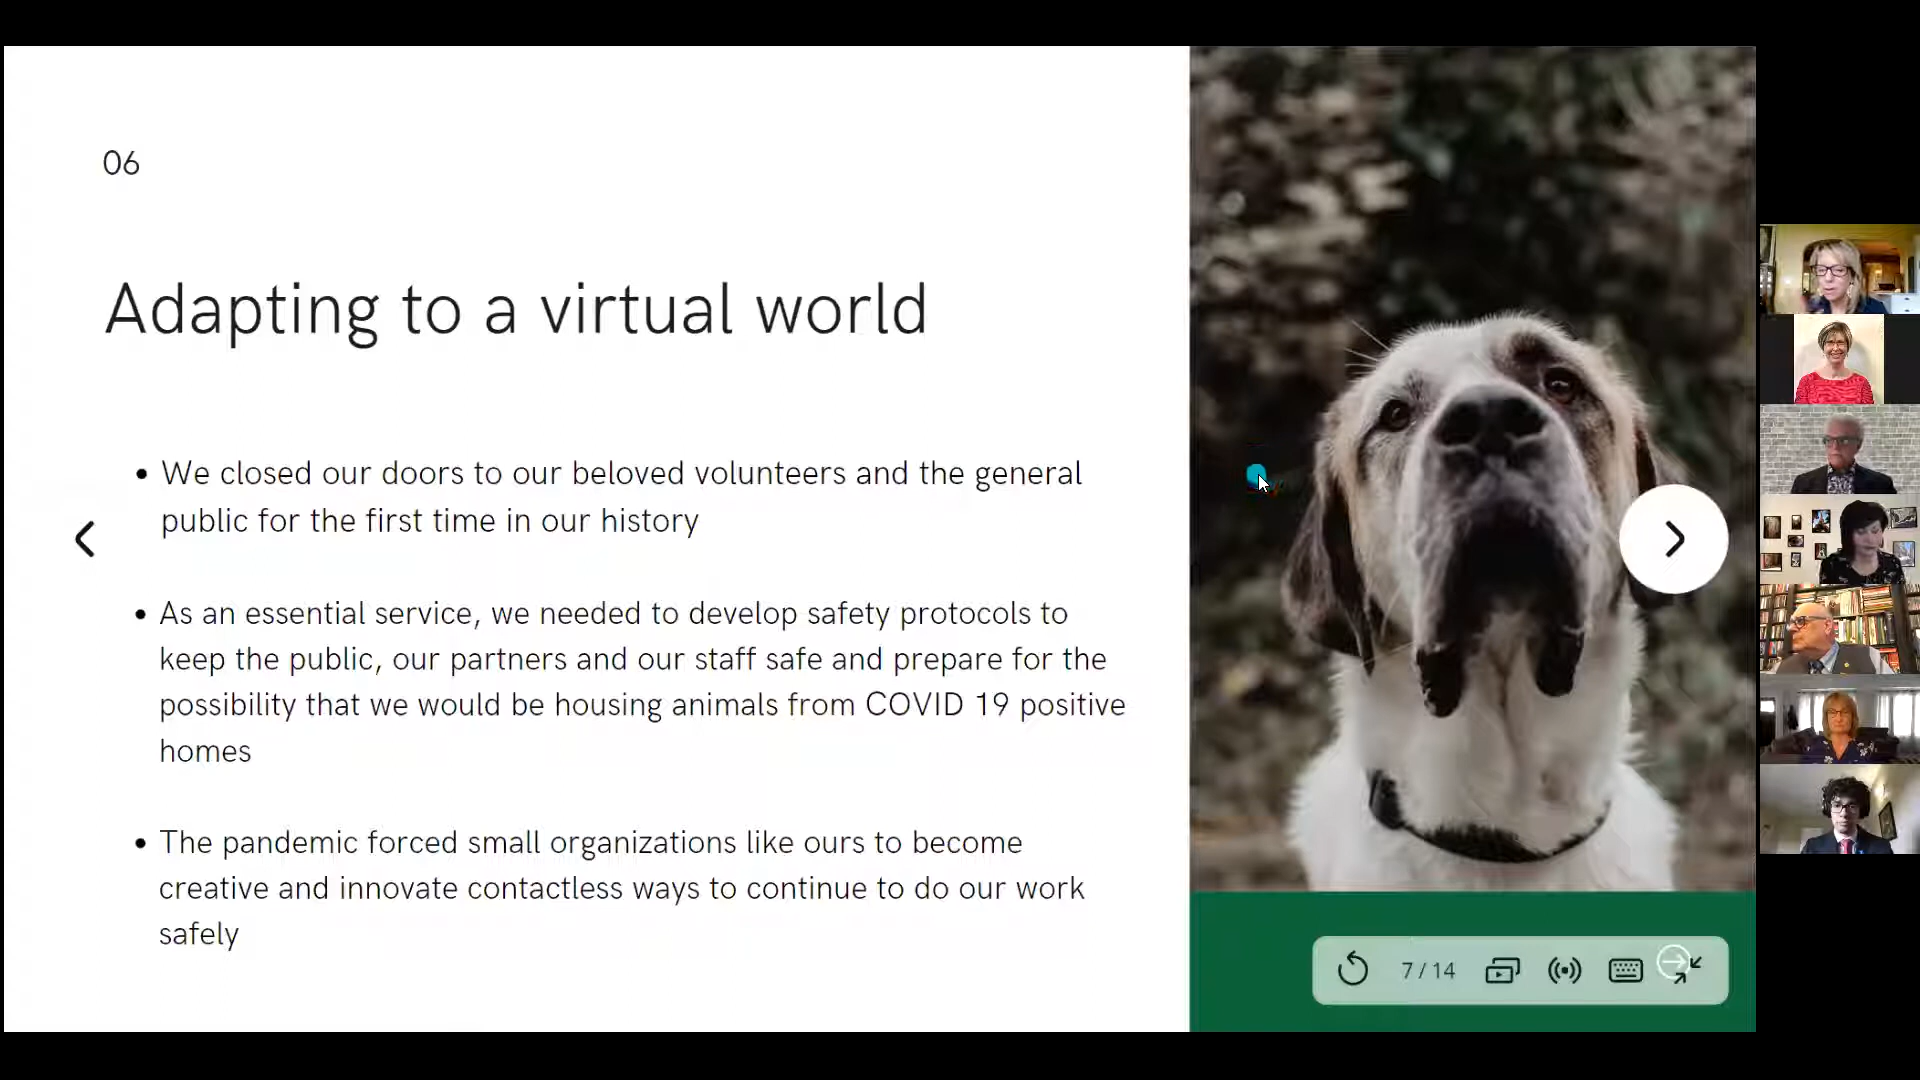 06
Adapting to a virtual world
• We closed our doors to our beloved volunteers and the general
public for the first time in our history
• As an essential service, we needed to develop safety protocols to
keep the public, our partners and our staff safe and prepare for the
possibility that we would be housing animals from COVID 19 positive
homes
• The pandemic forced small organizations like ours to become
creative and innovate contactless ways to continue to do our work
safely
7 / 14